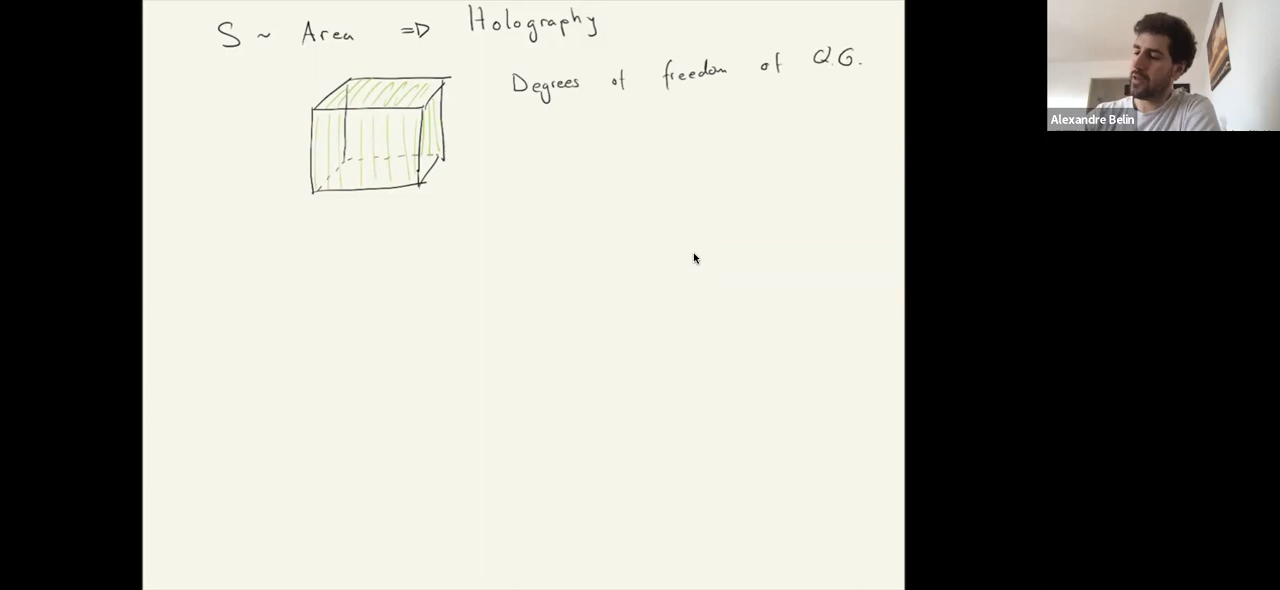 S ~ Area ⇒ Holography
Degrees of freedom of Q.G.
Alexandre Belin